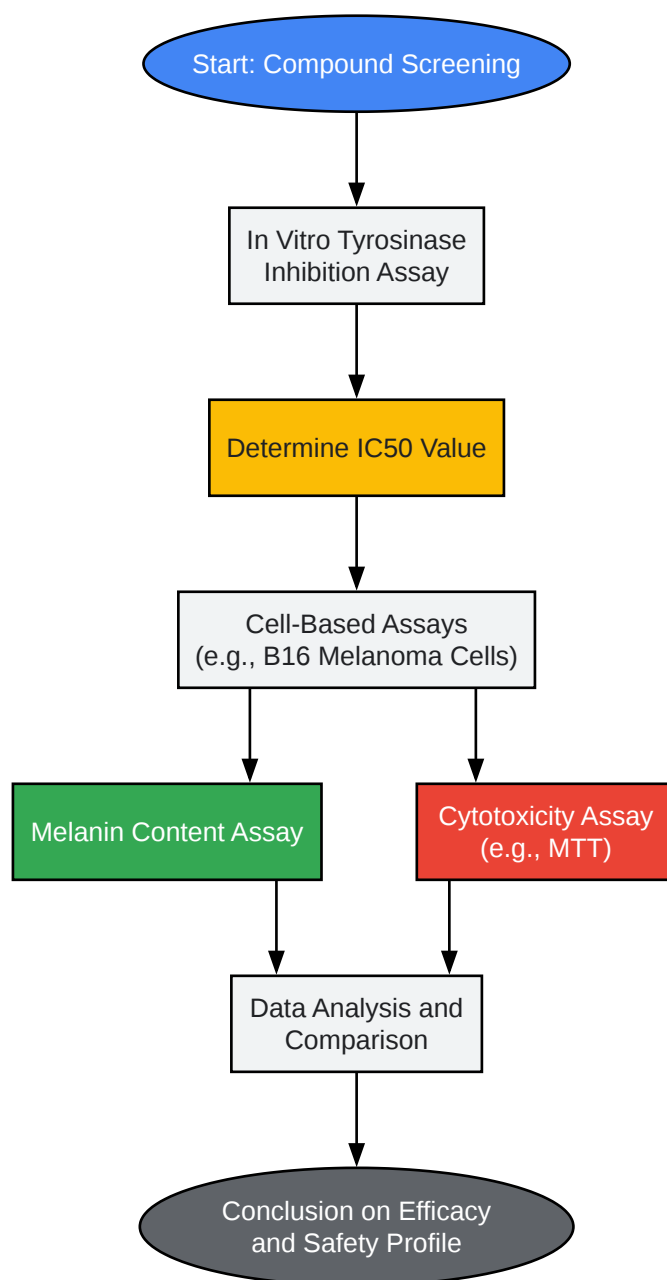 Start: Compound Screening
In Vitro Tyrosinase
Inhibition Assay
Determine IC50 Value
Cell-Based Assays
(e.g., B16 Melanoma Cells)
Melanin Content Assay
Cytotoxicity Assay
(e.g., MTT)
Data Analysis and
Comparison
Conclusion on Efficacy
and Safety Profile